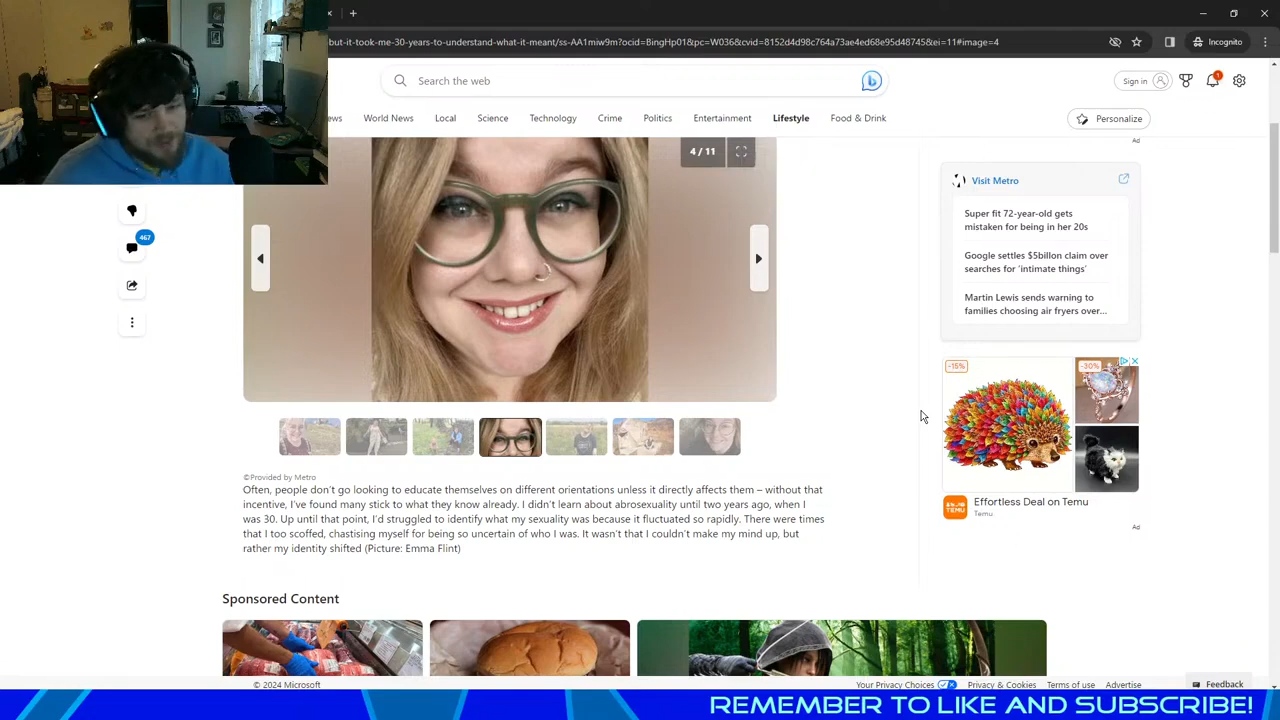 but-it-took-me-30-years-to-understand-what-it-meant/ss-AA1miw9m?ocid=BingHp01&pc=W036&cvid=8152d4d98c764a73ae4ed68e95d48745&ei=11#image=4
Incognito
Search the web
Sign in
1
World News
Local
Science
Technology
Crime
Politics
Entertainment
Lifestyle
Food & Drink
Personalize
4 / 11
Ad
Visit Metro
Super fit 72-year-old gets
mistaken for being in her 20s
Google settles $5billon claim over
searches for 'intimate things'
Martin Lewis sends warning to
families choosing air fryers over...
467
-15%
-30%
Effortless Deal on Temu
Temu
Ad
©Provided by Metro
Often, people don't go looking to educate themselves on different orientations unless it directly affects them – without that
incentive, I've found many stick to what they know already. I didn't learn about abrosexuality until two years ago, when I
was 30. Up until that point, I'd struggled to identify what my sexuality was because it fluctuated so rapidly. There were times
that I too scoffed, chastising myself for being so uncertain of who I was. It wasn't that I couldn't make my mind up, but
rather my identity shifted (Picture: Emma Flint)
Sponsored Content
© 2024 Microsoft
Your Privacy Choices
Privacy & Cookies
Terms of use
Advertise
Feedback
REMEMBER TO LIKE AND SUBSCRIBE!